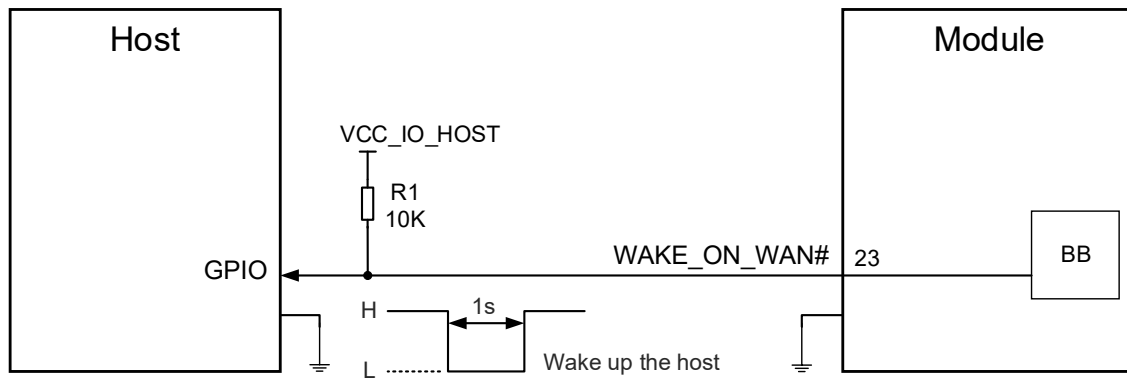 Host
Module
VCC_IO_HOST
R1
10K
GPIO
WAKE_ON_WAN#
23
BB
H
1s
L
Wake up the host